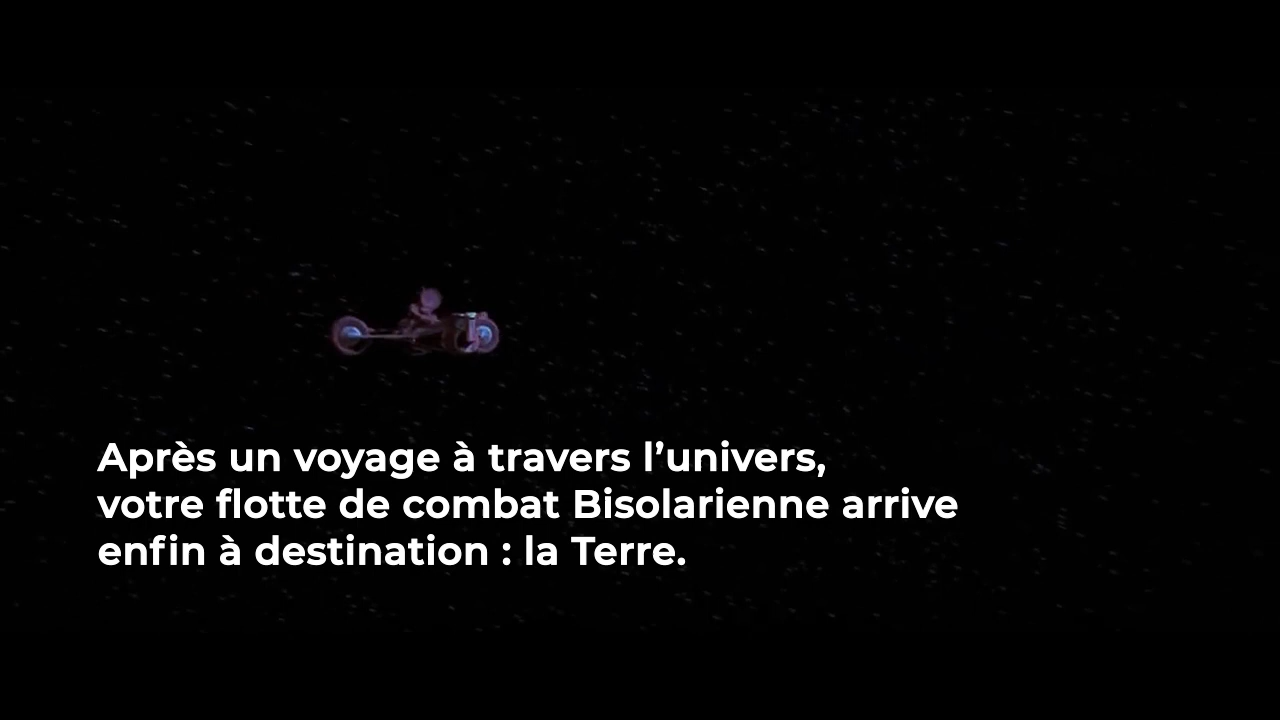 Après un voyage à travers l’univers,
votre flotte de combat Bisolarienne arrive
enfin à destination : la Terre.